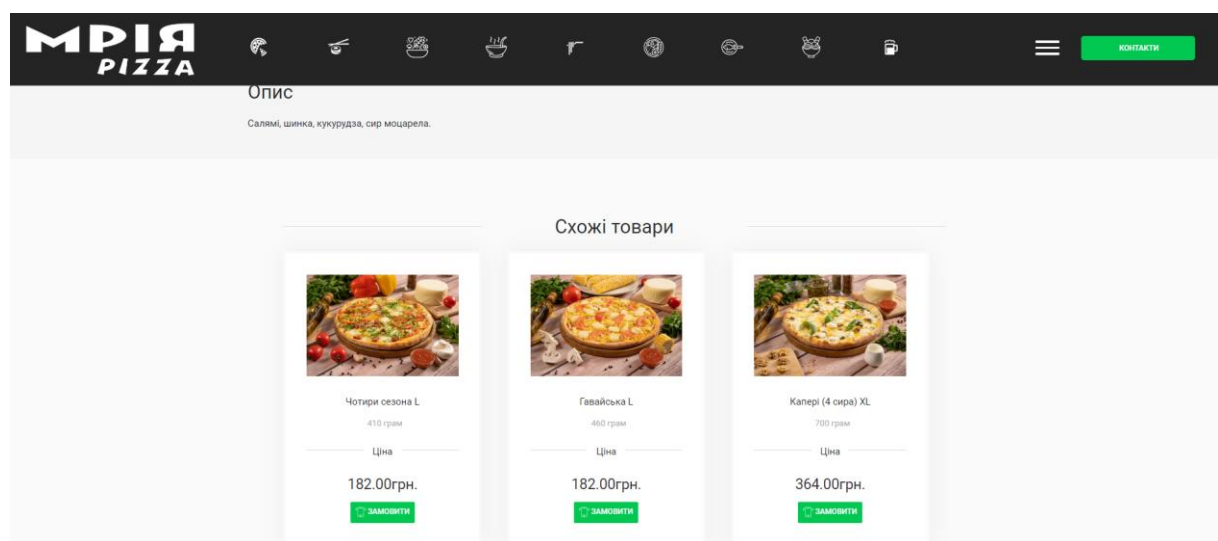 МРІЯ
PIZZA
КОНТАКТИ
Опис
Салямі, шинка, кукурудза, сир моцарела.
Схожі товари
Чотири сезона L
410 грам
Ціна
182.00грн.
ЗАМОВИТИ
Гавайська L
460 грам
Ціна
182.00грн.
ЗАМОВИТИ
Капері (4 сира) XL
700 грам
Ціна
364.00грн.
ЗАМОВИТИ